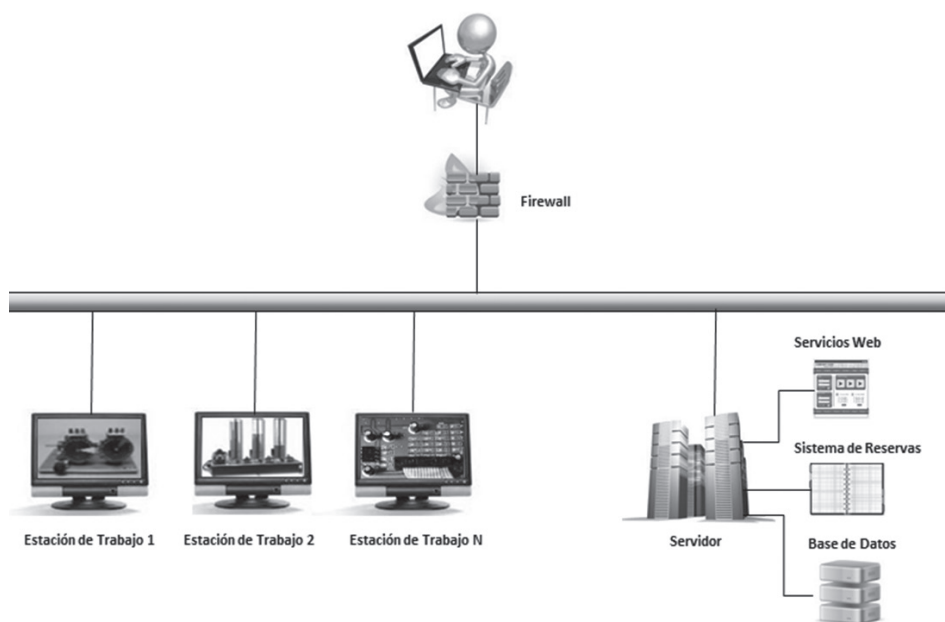 Firewall
Servicios Web
Sistema de Reservas
Estación de Trabajo 1
Estación de Trabajo 2
Estación de Trabajo N
Servidor
Base de Datos